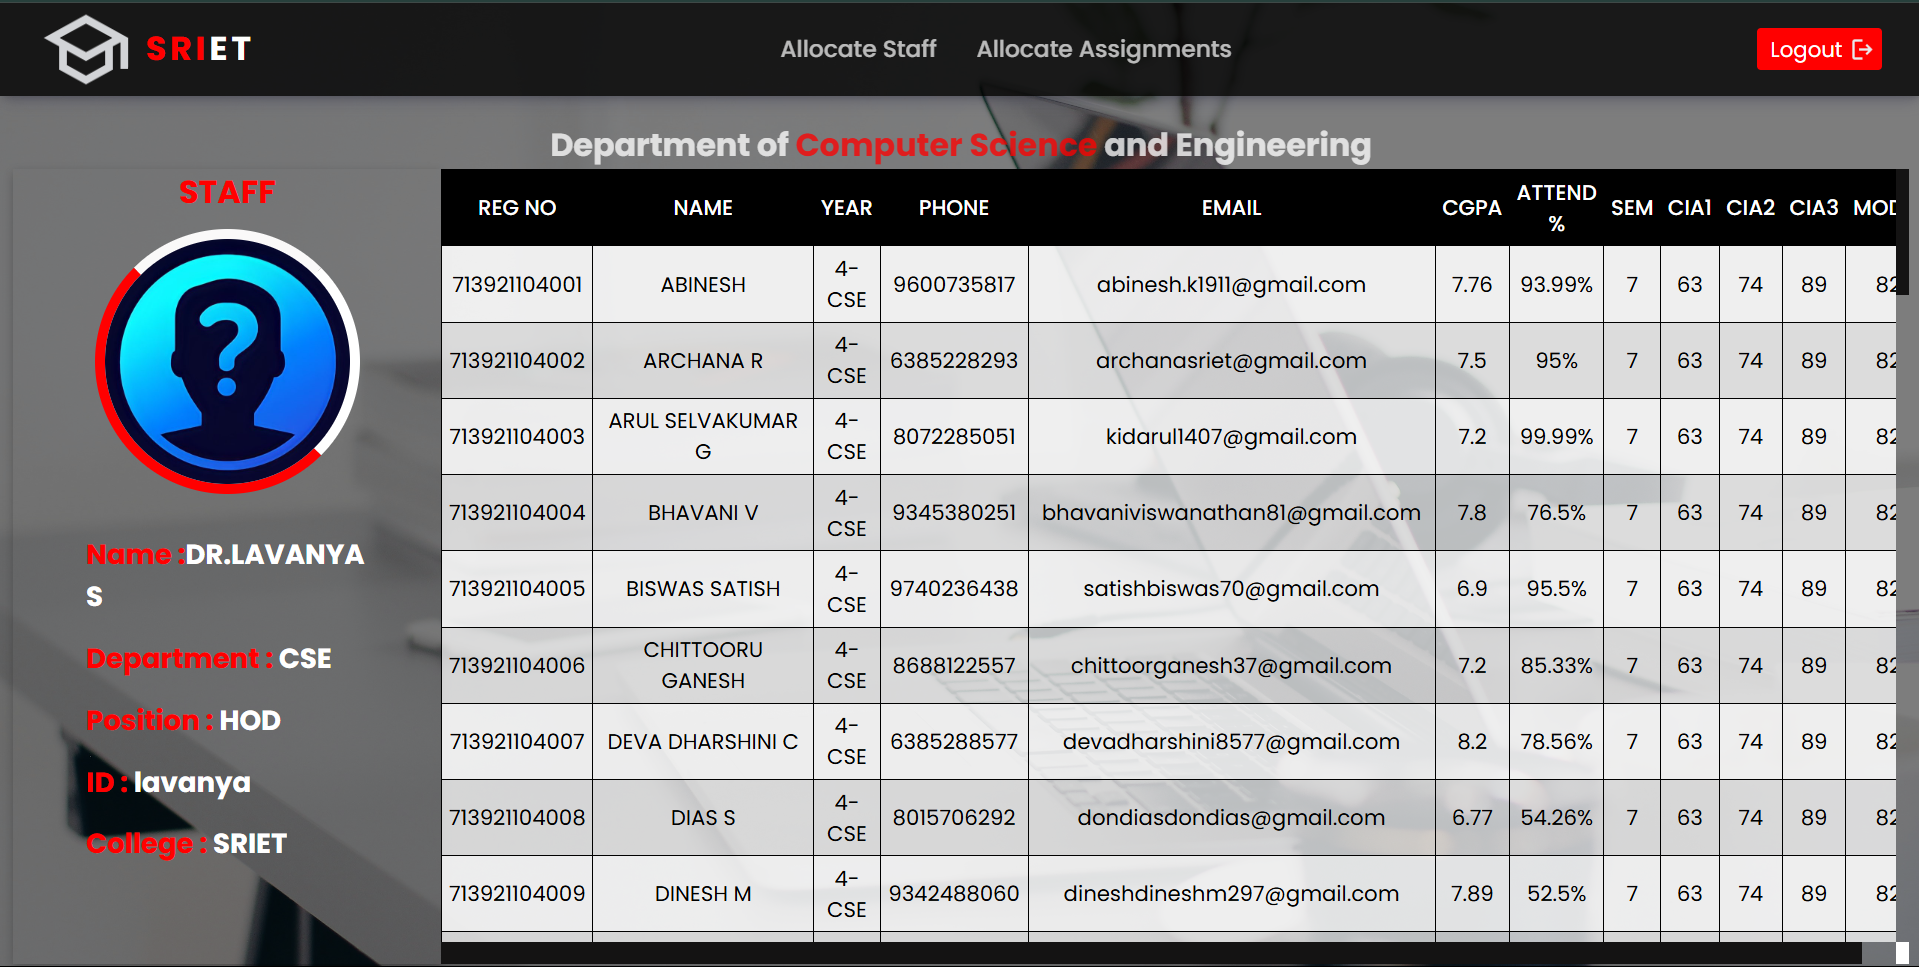 SRIET
Allocate Staff Allocate Assignments
Logout
Department of Computer Science and Engineering
STAFF
Name :DR.LAVANYA
S
Department : CSE
Position : HOD
ID : lavanya
College : SRIET
REG NO NAME YEAR PHONE EMAIL CGPA ATTEND % SEM CIA1 CIA2 CIA3
713921104001 ABINESH 4-CSE 9600735817 abinesh.k1911@gmail.com 7.76 93.99% 7 63 74 89 82
713921104002 ARCHANA R 4-CSE 6385228293 archanasriet@gmail.com 7.5 95% 7 63 74 89 82
713921104003 ARUL SELVAKUMAR G 4-CSE 8072285051 kidarul1407@gmail.com 7.2 99.99% 7 63 74 89 82
713921104004 BHAVANI V 4-CSE 9345380251 bhavaniviswanathan81@gmail.com 7.8 76.5% 7 63 74 89 82
713921104005 BISWAS SATISH 4-CSE 9740236438 satishbiswas70@gmail.com 6.9 95.5% 7 63 74 89 82
713921104006 CHITTOORU GANESH 4-CSE 8688122557 chittoorganesh37@gmail.com 7.2 85.33% 7 63 74 89 82
713921104007 DEVA DHARSHINI C 4-CSE 6385288577 devadharshini8577@gmail.com 8.2 78.56% 7 63 74 89 82
713921104008 DIAS S 4-CSE 8015706292 dondiasdondias@gmail.com 6.77 54.26% 7 63 74 89 82
713921104009 DINESH M 4-CSE 9342488060 dineshdineshm297@gmail.com 7.89 52.5% 7 63 74 89 82